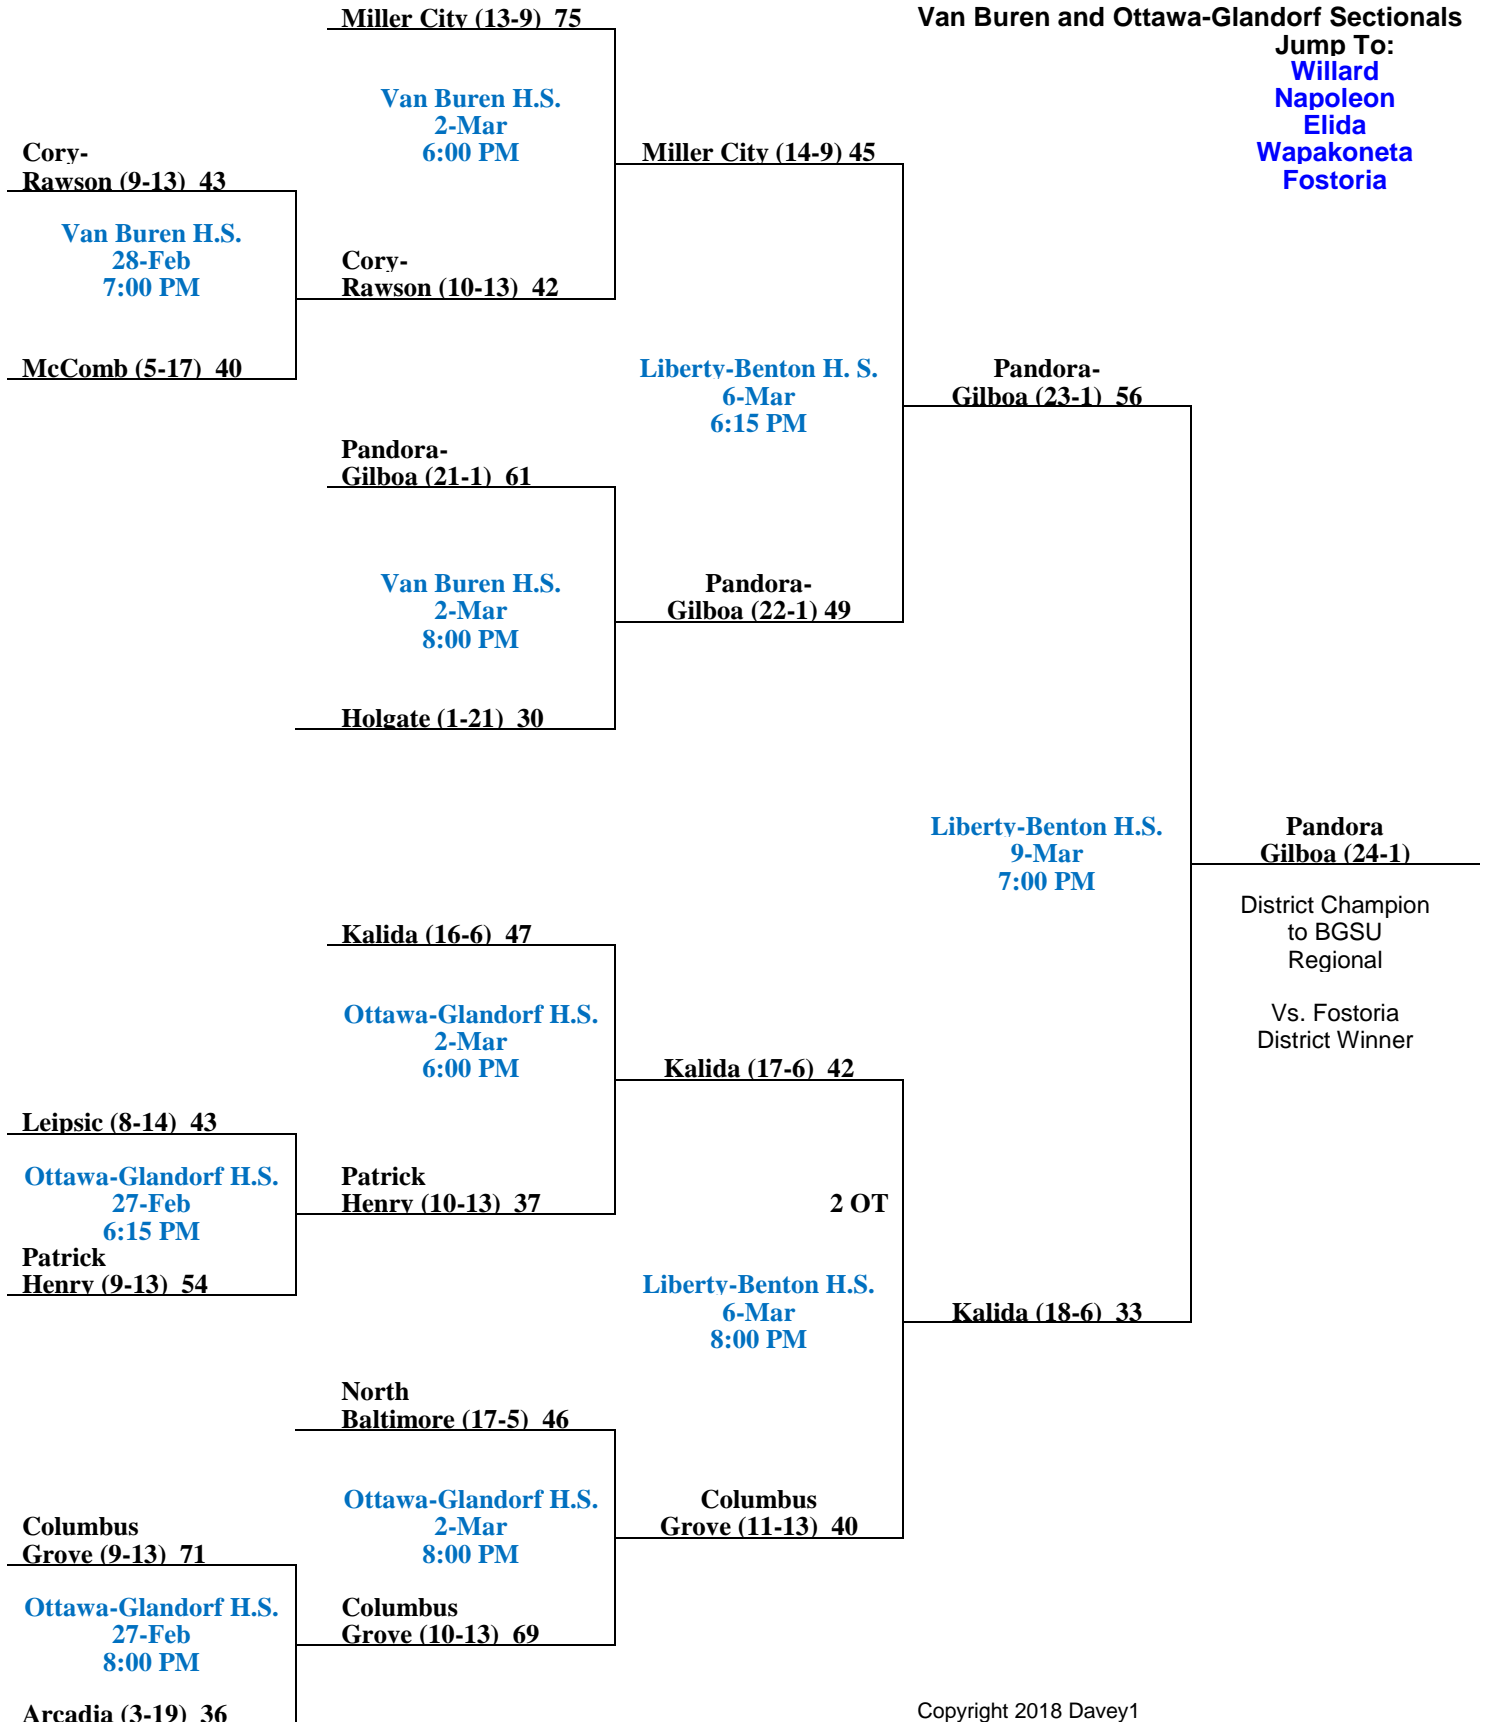 Miller City (13-9) 75
Van Buren and Ottawa-Glandorf Sectionals
Jump To:
Willard
Napoleon
Elida
Wapakoneta
Fostoria
Van Buren H.S.
2-Mar
6:00 PM
Cory-
Rawson (9-13) 43
Miller City (14-9) 45
Van Buren H.S.
28-Feb
7:00 PM
Cory-
Rawson (10-13) 42
McComb (5-17) 40
Liberty-Benton H. S.
6-Mar
6:15 PM
Pandora-
Gilboa (23-1) 56
Pandora-
Gilboa (21-1) 61
Van Buren H.S.
2-Mar
8:00 PM
Pandora-
Gilboa (22-1) 49
Holgate (1-21) 30
Liberty-Benton H.S.
9-Mar
7:00 PM
Pandora
Gilboa (24-1)
District Champion
to BGSU
Regional
Vs. Fostoria
District Winner
Kalida (16-6) 47
Ottawa-Glandorf H.S.
2-Mar
6:00 PM
Kalida (17-6) 42
Leipsic (8-14) 43
Ottawa-Glandorf H.S.
27-Feb
6:15 PM
Patrick
Henry (10-13) 37
2 OT
Patrick
Henry (9-13) 54
Liberty-Benton H.S.
6-Mar
8:00 PM
Kalida (18-6) 33
North
Baltimore (17-5) 46
Ottawa-Glandorf H.S.
2-Mar
8:00 PM
Columbus
Grove (11-13) 40
Columbus
Grove (9-13) 71
Ottawa-Glandorf H.S.
27-Feb
8:00 PM
Columbus
Grove (10-13) 69
Arcadia (3-19) 36
Copyright 2018 Davey1